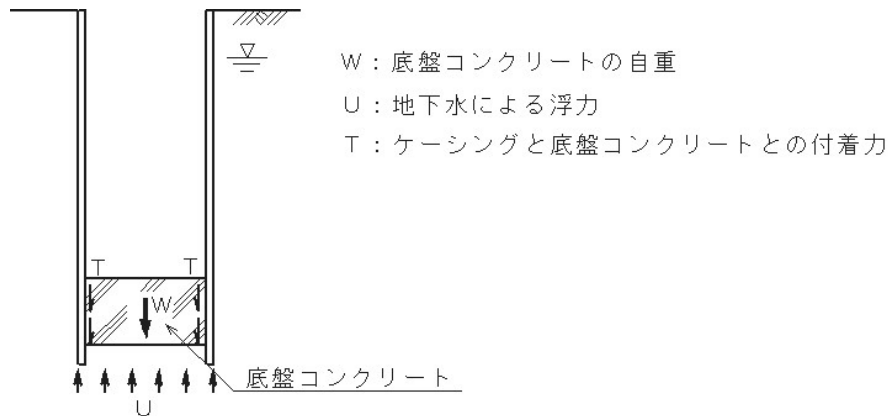 W：底盤コンクリートの自重
U：地下水による浮力
T：ケーシングと底盤コンクリートとの付着力
T T
W
底盤コンクリート
U